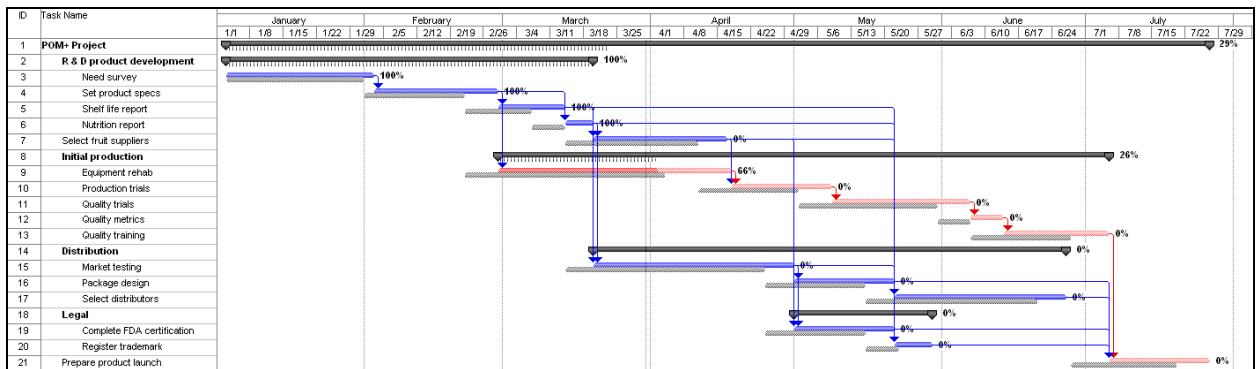 ID Task Name January February March April May June July
1/1 1/8 1/15 1/22 1/29 2/5 2/12 2/19 2/26 3/4 3/11 3/18 3/25 4/1 4/8 4/15 4/22 4/29 5/6 5/13 5/20 5/27 6/3 6/10 6/17 6/24 7/1 7/8 7/15 7/22 7/29
1 POM+ Project 29%
2 R & D product development 100%
3 Need survey 100%
4 Set product specs 100%
5 Shelf life report 100%
6 Nutrition report 100%
7 Select fruit suppliers 0%
8 Initial production 26%
9 Equipment rehab 66%
10 Production trials 0%
11 Quality trials 0%
12 Quality metrics 0%
13 Quality training 0%
14 Distribution 0%
15 Market testing 0%
16 Package design 0%
17 Select distributors 0%
18 Legal 0%
19 Complete FDA certification 0%
20 Register trademark 0%
21 Prepare product launch 0%